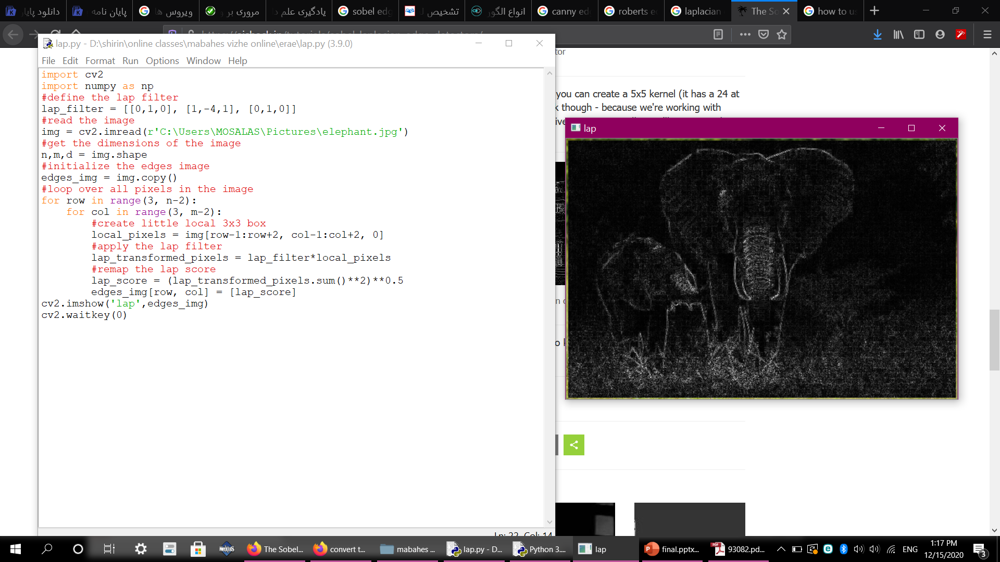 دانلود پایا
پایان نامه
ویروس ها
مروری بر و
یادگیری علم دا
sobel edg
تشخیص ل
انواع الگور
canny ed
roberts e
laplacian
The So
how to u
lap.py - D:\shirin\online classes\mabahes vizhe online\erae\lap.py (3.9.0)
File Edit Format Run Options Window Help
import cv2
import numpy as np
#define the lap filter
lap_filter = [[0,1,0], [1,-4,1], [0,1,0]]
#read the image
img = cv2.imread(r'C:\Users\MOSALAS\Pictures\elephant.jpg')
#get the dimensions of the image
n,m,d = img.shape
#initialize the edges image
edges_img = img.copy()
#loop over all pixels in the image
for row in range(3, n-2):
    for col in range(3, m-2):
        #create little local 3x3 box
        local_pixels = img[row-1:row+2, col-1:col+2, 0]
        #apply the lap filter
        lap_transformed_pixels = lap_filter*local_pixels
        #remap the lap score
        lap_score = (lap_transformed_pixels.sum()**2)**0.5
        edges_img[row, col] = [lap_score]
cv2.imshow('lap',edges_img)
cv2.waitkey(0)
Ln: 22 Col: 14
tor
you can create a 5x5 kernel (it has a 24 at
k though - because we're working with
lap
The Sobel...
convert t...
mabahes ...
lap.py - D...
Python 3....
lap
final.pptx...
93082.pd...
ENG
1:17 PM
12/15/2020
3